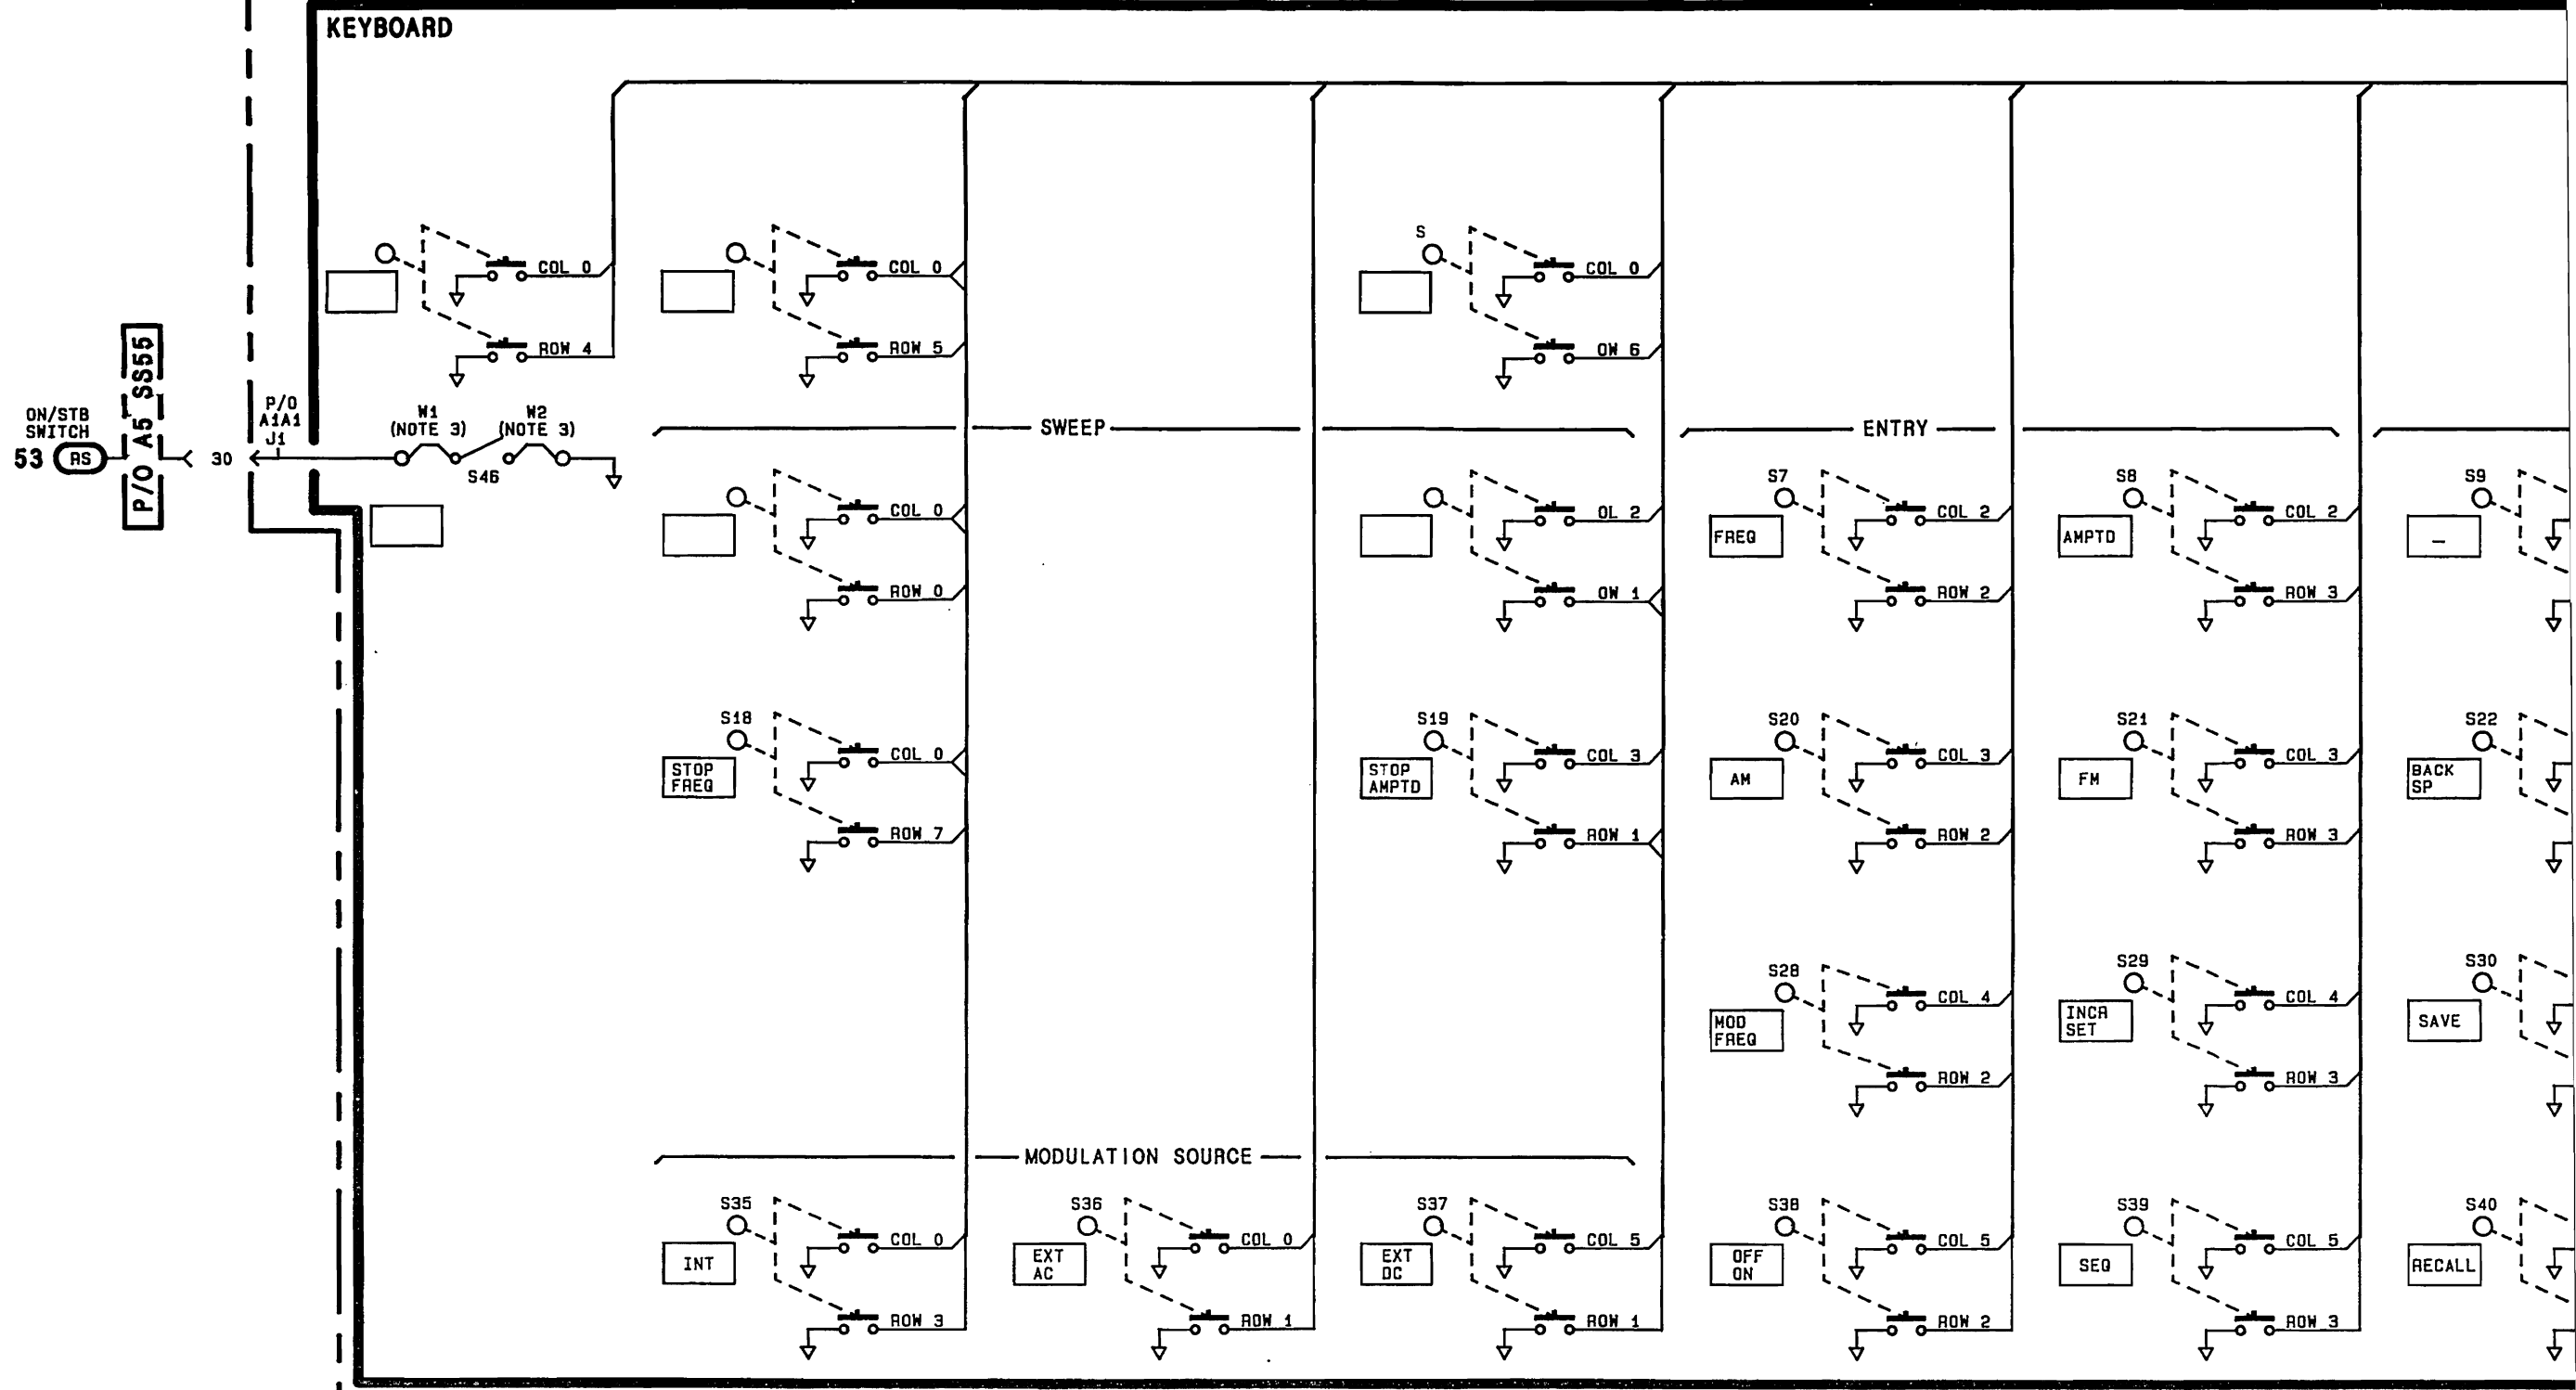 KEYBOARD
COL 0
COL 0
S
COL 0
ROW 4
ROW 5
OW 6
P/O A5 SS55
ON/STB
SWITCH
53
RS
30
P/O
A1A1
J1
W1
(NOTE 3)
W2
(NOTE 3)
S46
SWEEP
ENTRY
COL 0
OL 2
S7
COL 2
S8
COL 2
S9
FREQ
AMPTD
–
ROW 0
OW 1
ROW 2
ROW 3
S18
COL 0
S19
COL 3
S20
COL 3
S21
COL 3
S22
STOP
FREQ
STOP
AMPTD
AM
FM
BACK
SP
ROW 7
ROW 1
ROW 2
ROW 3
S28
COL 4
S29
COL 4
S30
MOD
FREQ
INCR
SET
SAVE
ROW 2
ROW 3
MODULATION SOURCE
S35
COL 0
S36
COL 0
S37
COL 5
S38
COL 5
S39
COL 5
S40
INT
EXT
AC
EXT
DC
OFF
ON
SEQ
RECALL
ROW 3
ROW 1
ROW 1
ROW 2
ROW 3